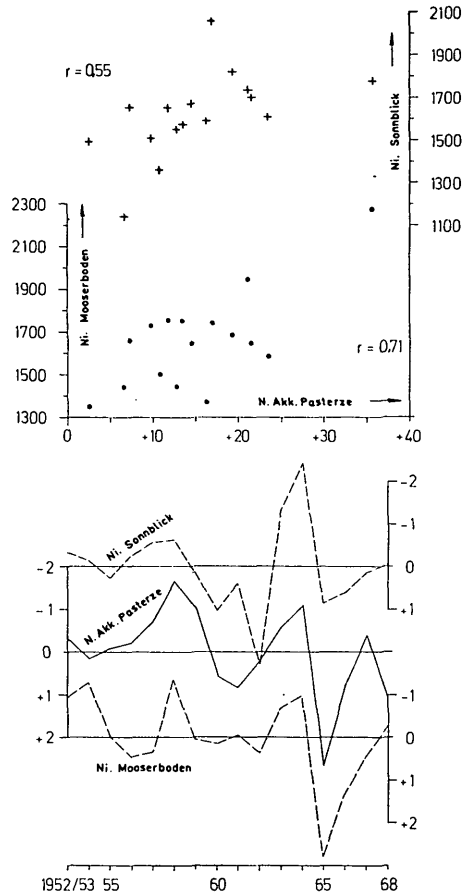 2100
r = 0,55
1900
1700
Ni. Sonnblick
1500
1300
1100
2300
2100
Ni. Mooserboden
1900
1700
r = 0,71
1500
N. Akk. Pasterze
1300
0 +10 +20 +30 +40
-2
-1
Ni. Sonnblick
-2 0
-1 +1
N. Akk. Pasterze
0
+1 -1
+2 0
Ni. Mooserboden
+1
+2
1952/53 55 60 65 68